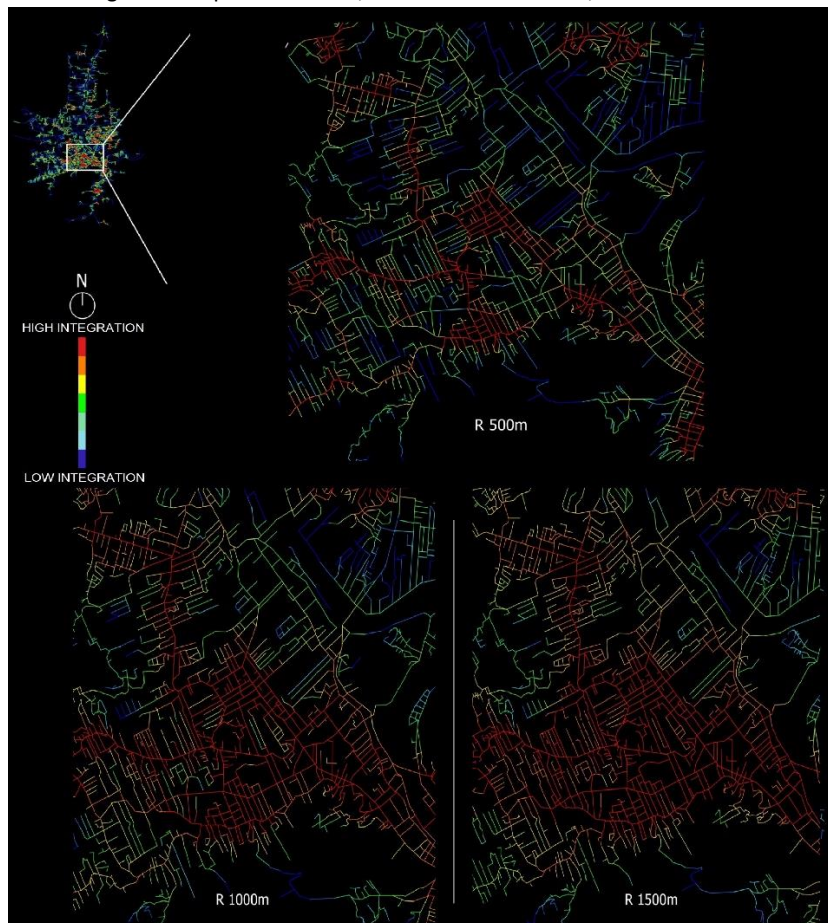 N
HIGH INTEGRATION
LOW INTEGRATION
R 500m
R 1000m
R 1500m